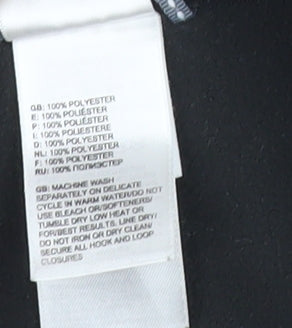 GB: 100% POLYESTER
E: 100% POLIÉSTER
P: 100% POLIÉSTER
I: 100% POLIESTERE
D: 100% POLYESTER
NL: 100% POLYESTER
F: 100% POLYESTER
RU: 100% ПОЛИЭСТЕР
GB: MACHINE WASH
SEPARATELY ON DELICATE
CYCLE IN WARM WATER/DO NOT
USE BLEACH OR/SOFTENERS/
TUMBLE DRY LOW HEAT OR
FOR/BEST RESULTS, LINE DRY/
DO NOT IRON OR DRY CLEAN/
SECURE ALL HOOK AND LOOP
CLOSURES